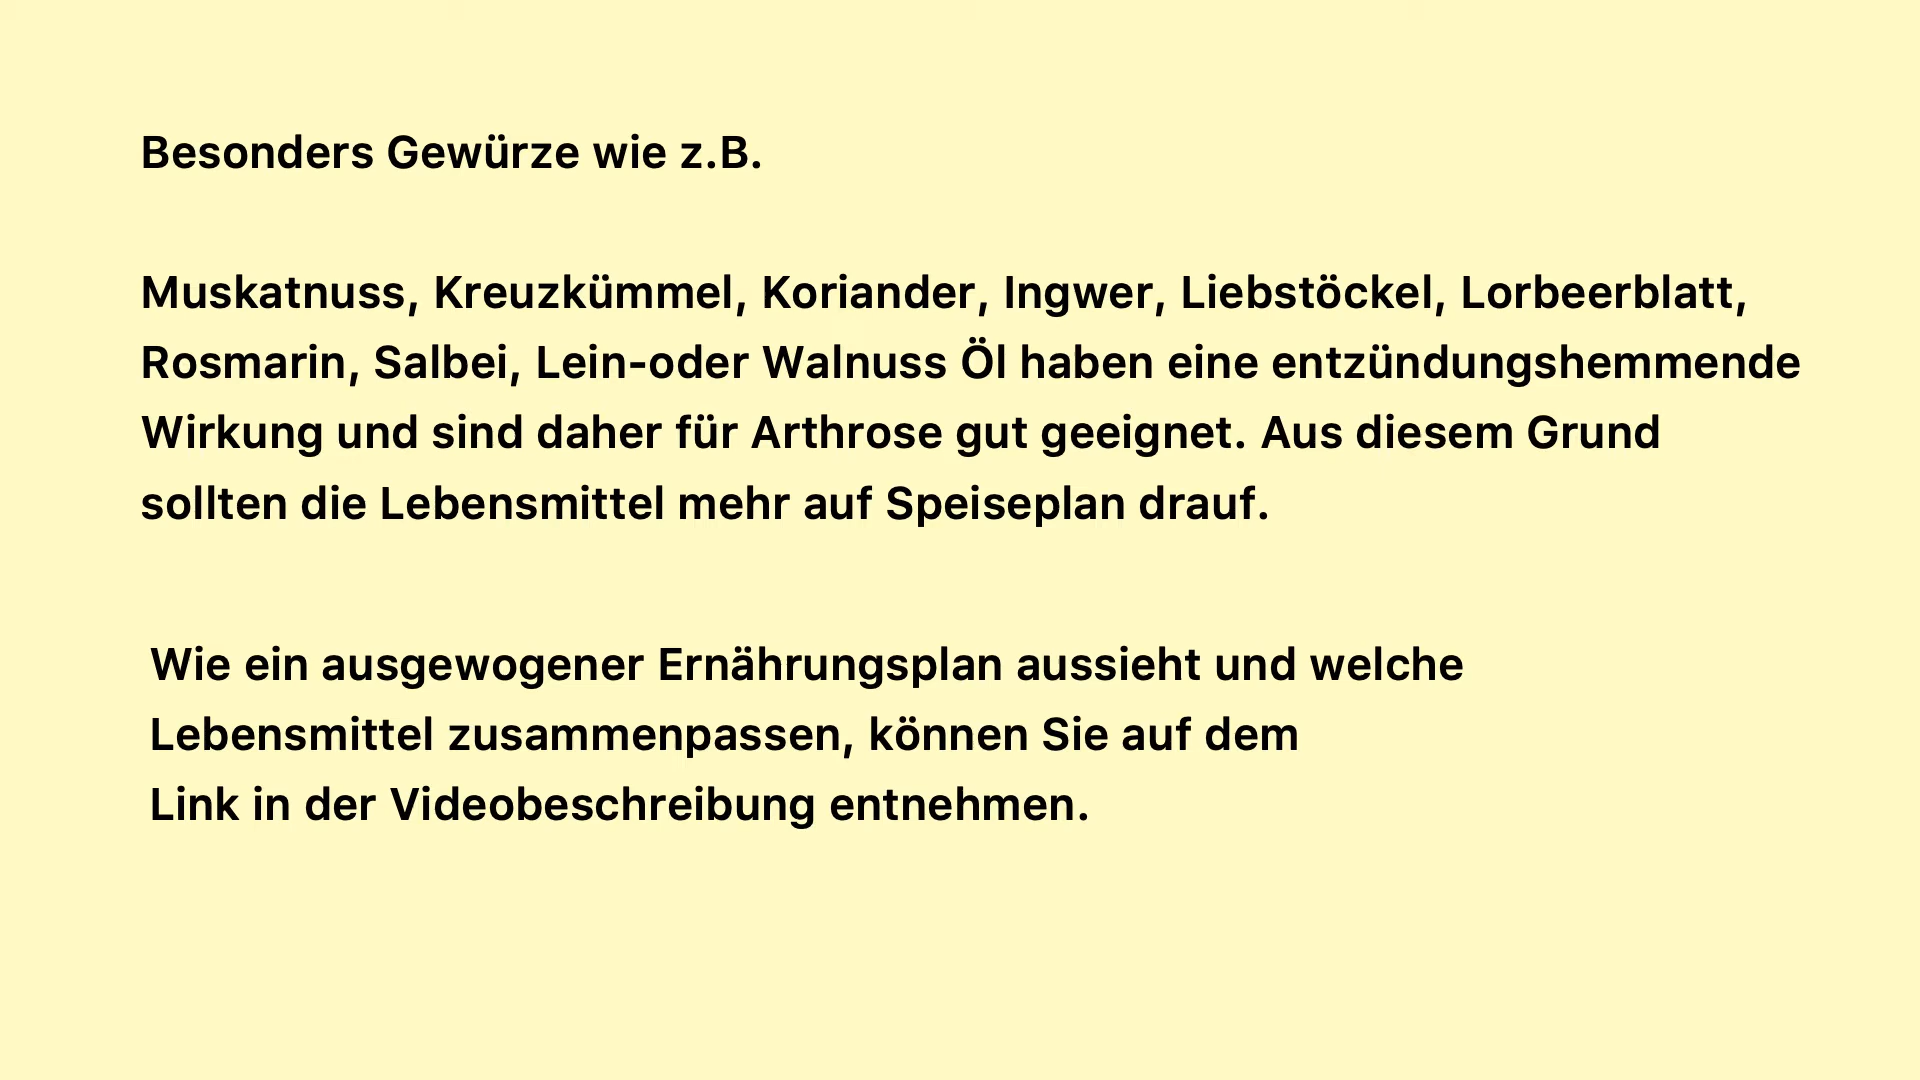 Besonders Gewürze wie z.B.
Muskatnuss, Kreuzkümmel, Koriander, Ingwer, Liebstöckel, Lorbeerblatt,
Rosmarin, Salbei, Lein-oder Walnuss Öl haben eine entzündungshemmende
Wirkung und sind daher für Arthrose gut geeignet. Aus diesem Grund
sollten die Lebensmittel mehr auf Speiseplan drauf.
Wie ein ausgewogener Ernährungsplan aussieht und welche
Lebensmittel zusammenpassen, können Sie auf dem
Link in der Videobeschreibung entnehmen.